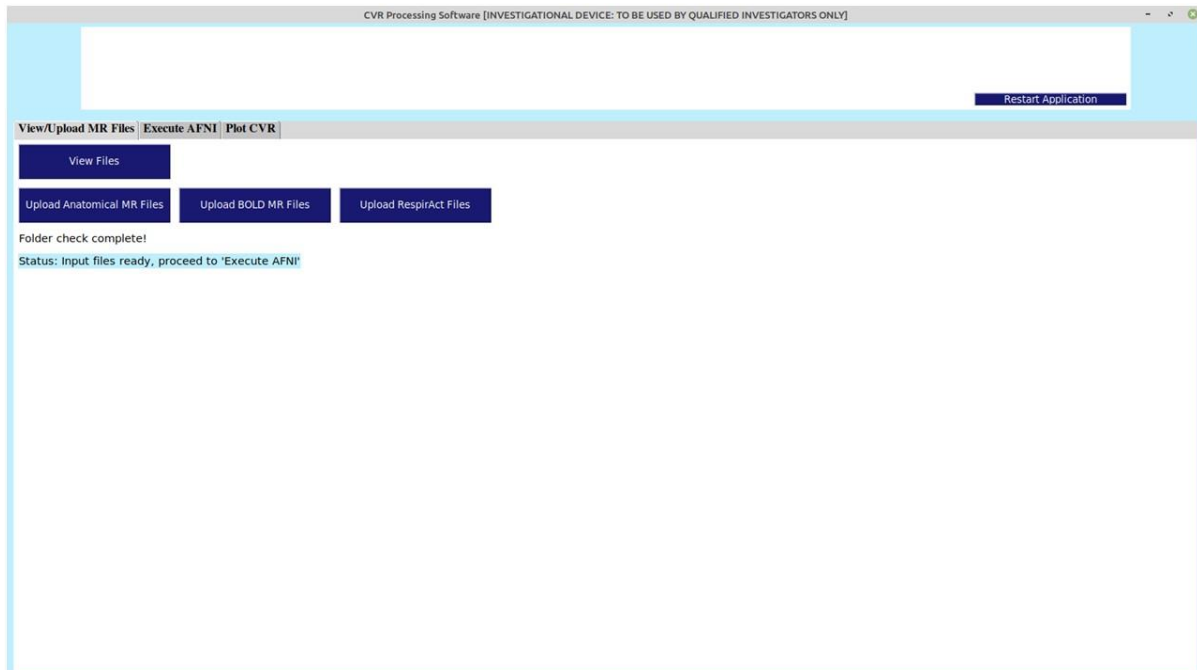 CVR Processing Software [INVESTIGATIONAL DEVICE: TO BE USED BY QUALIFIED INVESTIGATORS ONLY]
Restart Application
View/Upload MR Files Execute AFNI Plot CVR
View Files
Upload Anatomical MR Files Upload BOLD MR Files Upload RespirAct Files
Folder check complete!
Status: Input files ready, proceed to 'Execute AFNI'